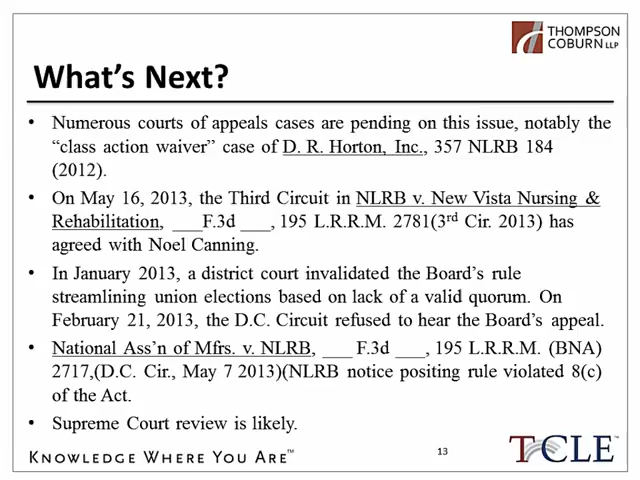 THOMPSON
COBURN LLP
What's Next?
• Numerous courts of appeals cases are pending on this issue, notably the
“class action waiver” case of D. R. Horton, Inc., 357 NLRB 184
(2012).
• On May 16, 2013, the Third Circuit in NLRB v. New Vista Nursing &
Rehabilitation, ___F.3d ___, 195 L.R.R.M. 2781(3rd Cir. 2013) has
agreed with Noel Canning.
• In January 2013, a district court invalidated the Board's rule
streamlining union elections based on lack of a valid quorum. On
February 21, 2013, the D.C. Circuit refused to hear the Board's appeal.
• National Ass'n of Mfrs. v. NLRB, ___ F.3d ___, 195 L.R.R.M. (BNA)
2717,(D.C. Cir., May 7 2013)(NLRB notice positing rule violated 8(c)
of the Act.
• Supreme Court review is likely.
KNOWLEDGE WHERE YOU ARE™
13
TCLE™